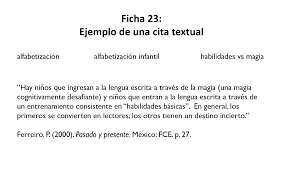 Ficha 23:
Ejemplo de una cita textual
alfabetización alfabetización infantil habilidades vs magia
“Hay niños que ingresan a la lengua escrita a través de la magia (una magia
cognitivamente desafiante) y niños que entran a la lengua escrita a través de
un entrenamiento consistente en “habilidades básicas”. En general, los
primeros se convierten en lectores; los otros tienen un destino incierto.”
Ferreiro. P. (2000). Pasado y presente. México: FCE. p. 27.